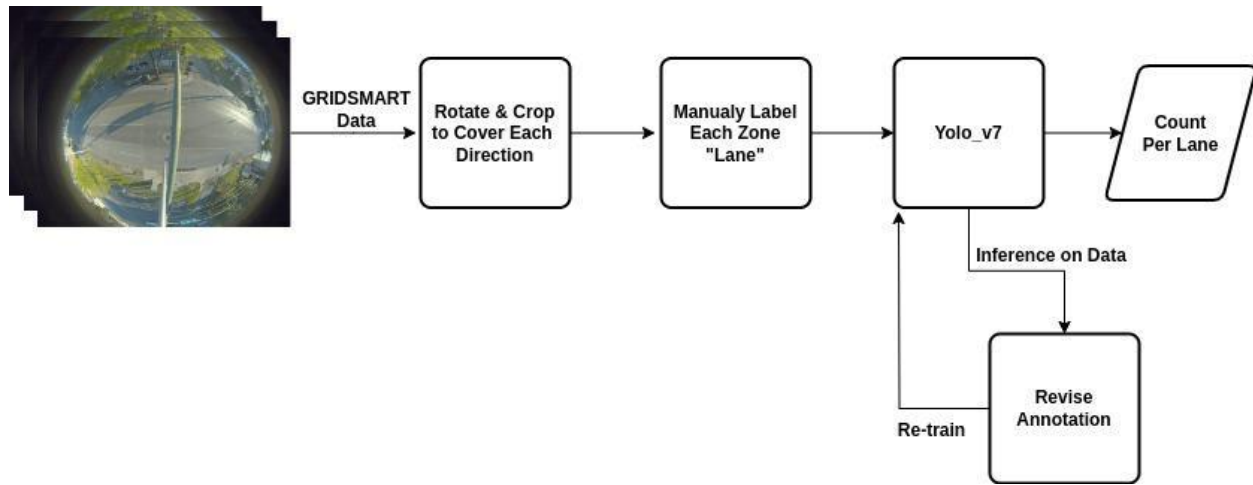 GRIDSMART
Data
Rotate & Crop
to Cover Each
Direction
Manualy Label
Each Zone
"Lane"
Yolo_v7
Count
Per Lane
Inference on Data
Revise
Annotation
Re-train